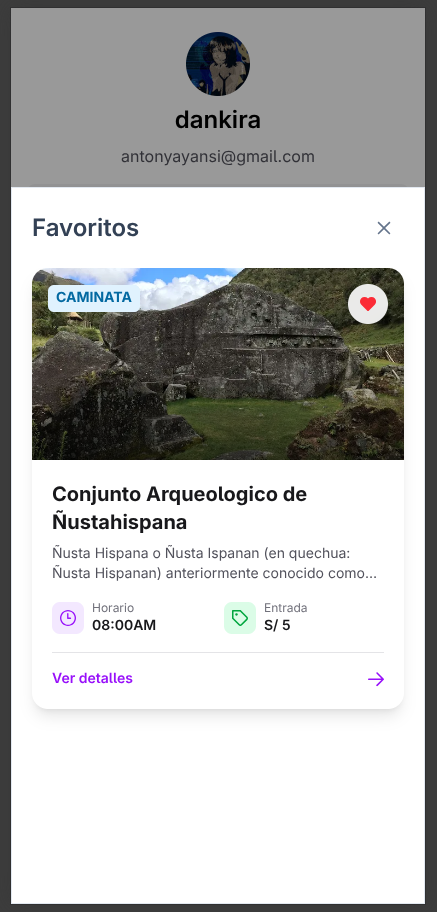 dankira
antonyayansi@gmail.com
Favoritos
CAMINATA
Conjunto Arqueologico de
Ñustahispana
Ñusta Hispana o Ñusta Ispanan (en quechua:
Ñusta Hispanan) anteriormente conocido como...
Horario
08:00AM
Entrada
S/ 5
Ver detalles